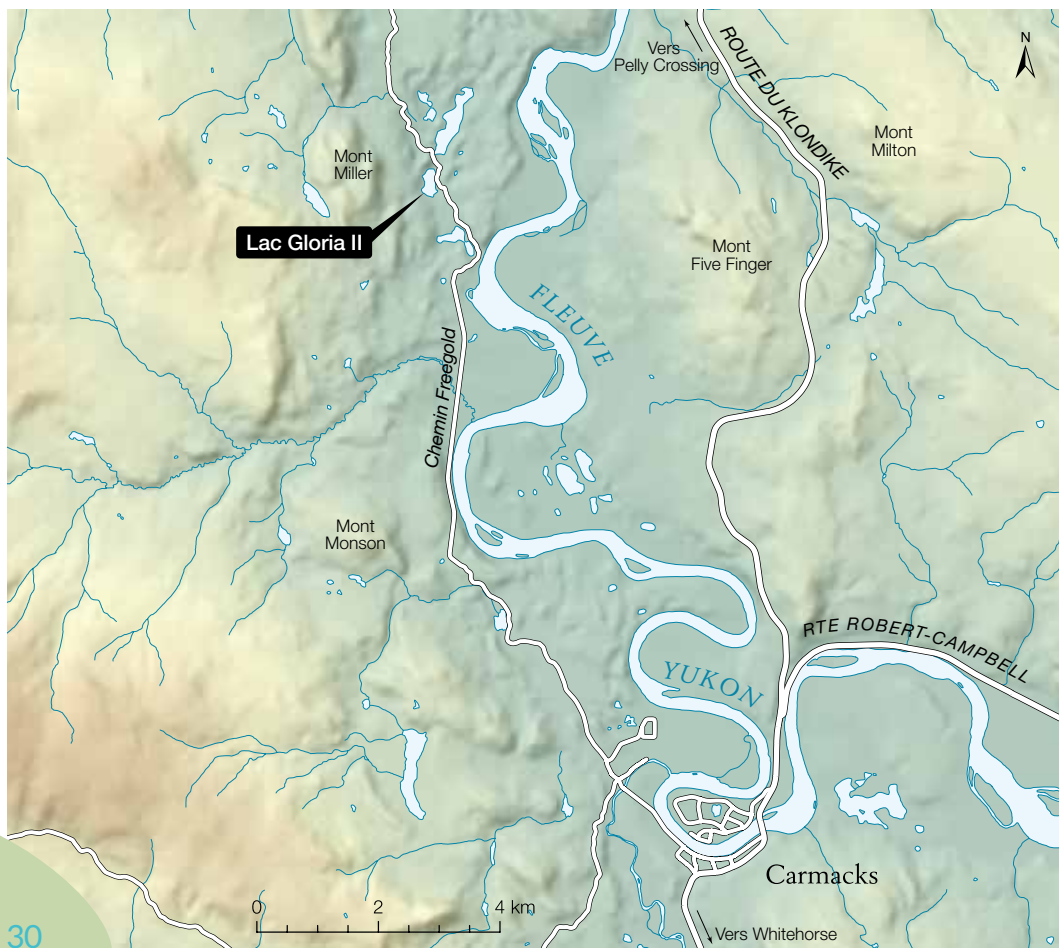 N
Vers
Pelly Crossing
ROUTE DU KLONDIKE
Mont
Milton
Mont
Miller
Lac Gloria II
Mont
Five Finger
FLEUVE
Chemin Freegold
Mont
Monson
RTE ROBERT-CAMPBELL
YUKON
Carmacks
0 2 4 km
Vers Whitehorse
30